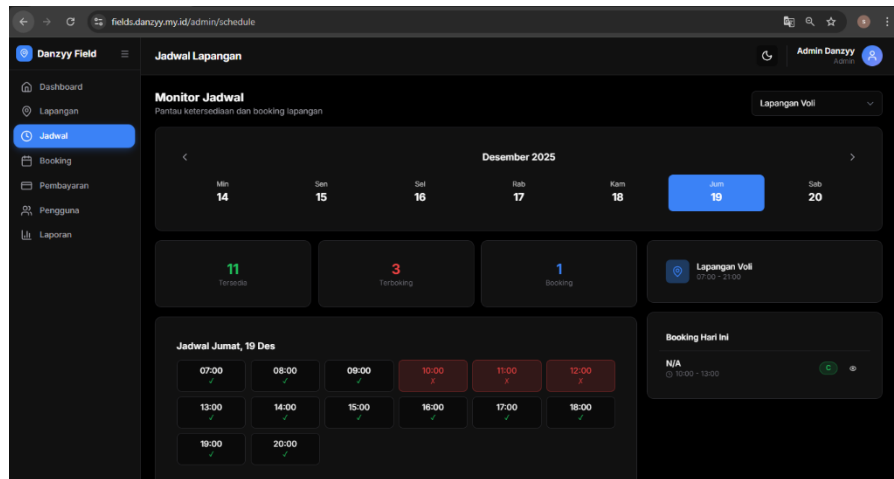 fields.danzyy.my.id/admin/schedule
S
Danzyy Field
Jadwal Lapangan
Admin Danzyy
Admin
Dashboard
Lapangan
Jadwal
Booking
Pembayaran
Pengguna
Laporan
Monitor Jadwal
Pantau ketersediaan dan booking lapangan
Lapangan Voli
Desember 2025
Min Sen Sel Rab Kam Jum Sab
14 15 16 17 18 19 20
11 3 1
Tersedia Terboking Booking
Lapangan Voli
07:00 - 21:00
Jadwal Jumat, 19 Des
07:00 08:00 09:00 10:00 11:00 12:00
✓ ✓ ✓ ✗ ✗ ✗
13:00 14:00 15:00 16:00 17:00 18:00
✓ ✓ ✓ ✓ ✓ ✓
19:00 20:00
✓ ✓
Booking Hari Ini
N/A
10:00 - 13:00
C